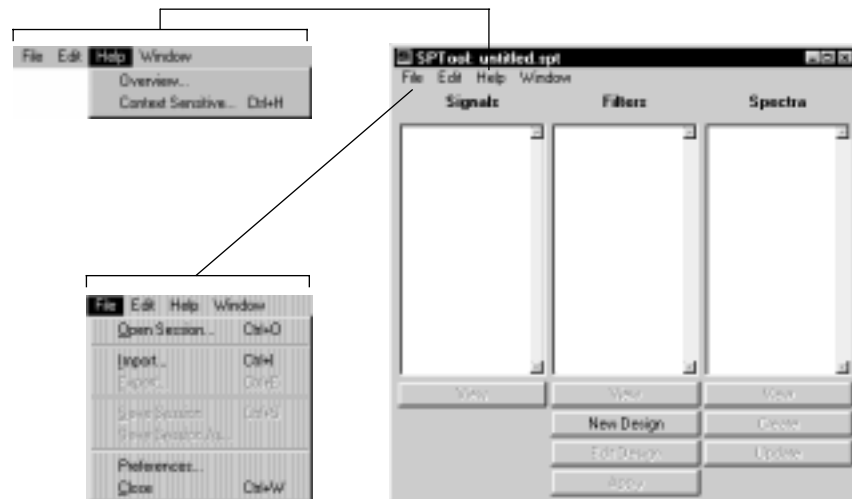 File Edit Help Window
Overview...
Context Sensitive... Ctrl+H
SPTool: untitled.spt
File Edit Help Window
Signals Filters Spectra
View View View
New Design Create
Edit Design Update
Apply
File Edit Help Window
Open Session... Ctrl+O
Import... Ctrl+I
Export... Ctrl+E
Save Session Ctrl+S
Save Session As...
Preferences...
Close Ctrl+W